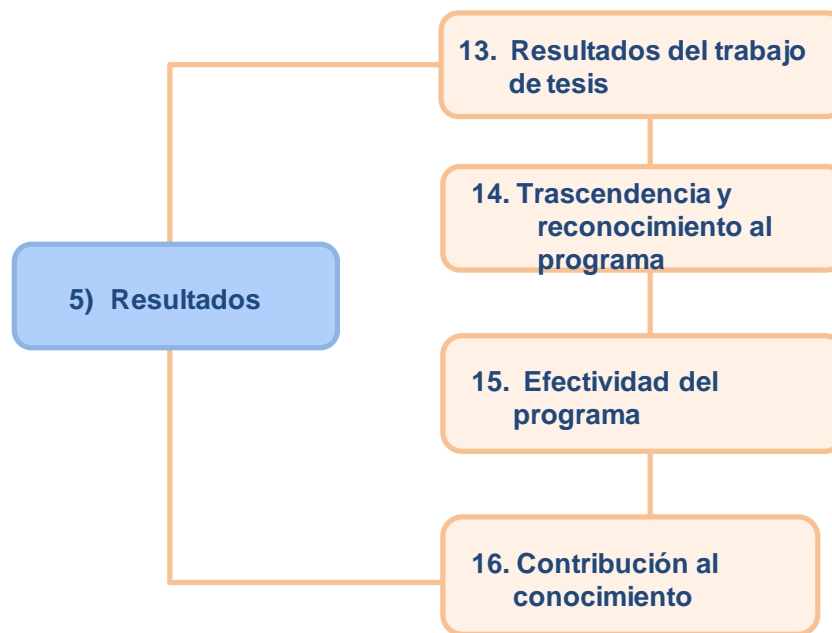 13. Resultados del trabajo
de tesis
14. Trascendencia y
reconocimiento al
programa
5) Resultados
15. Efectividad del
programa
16. Contribución al
conocimiento